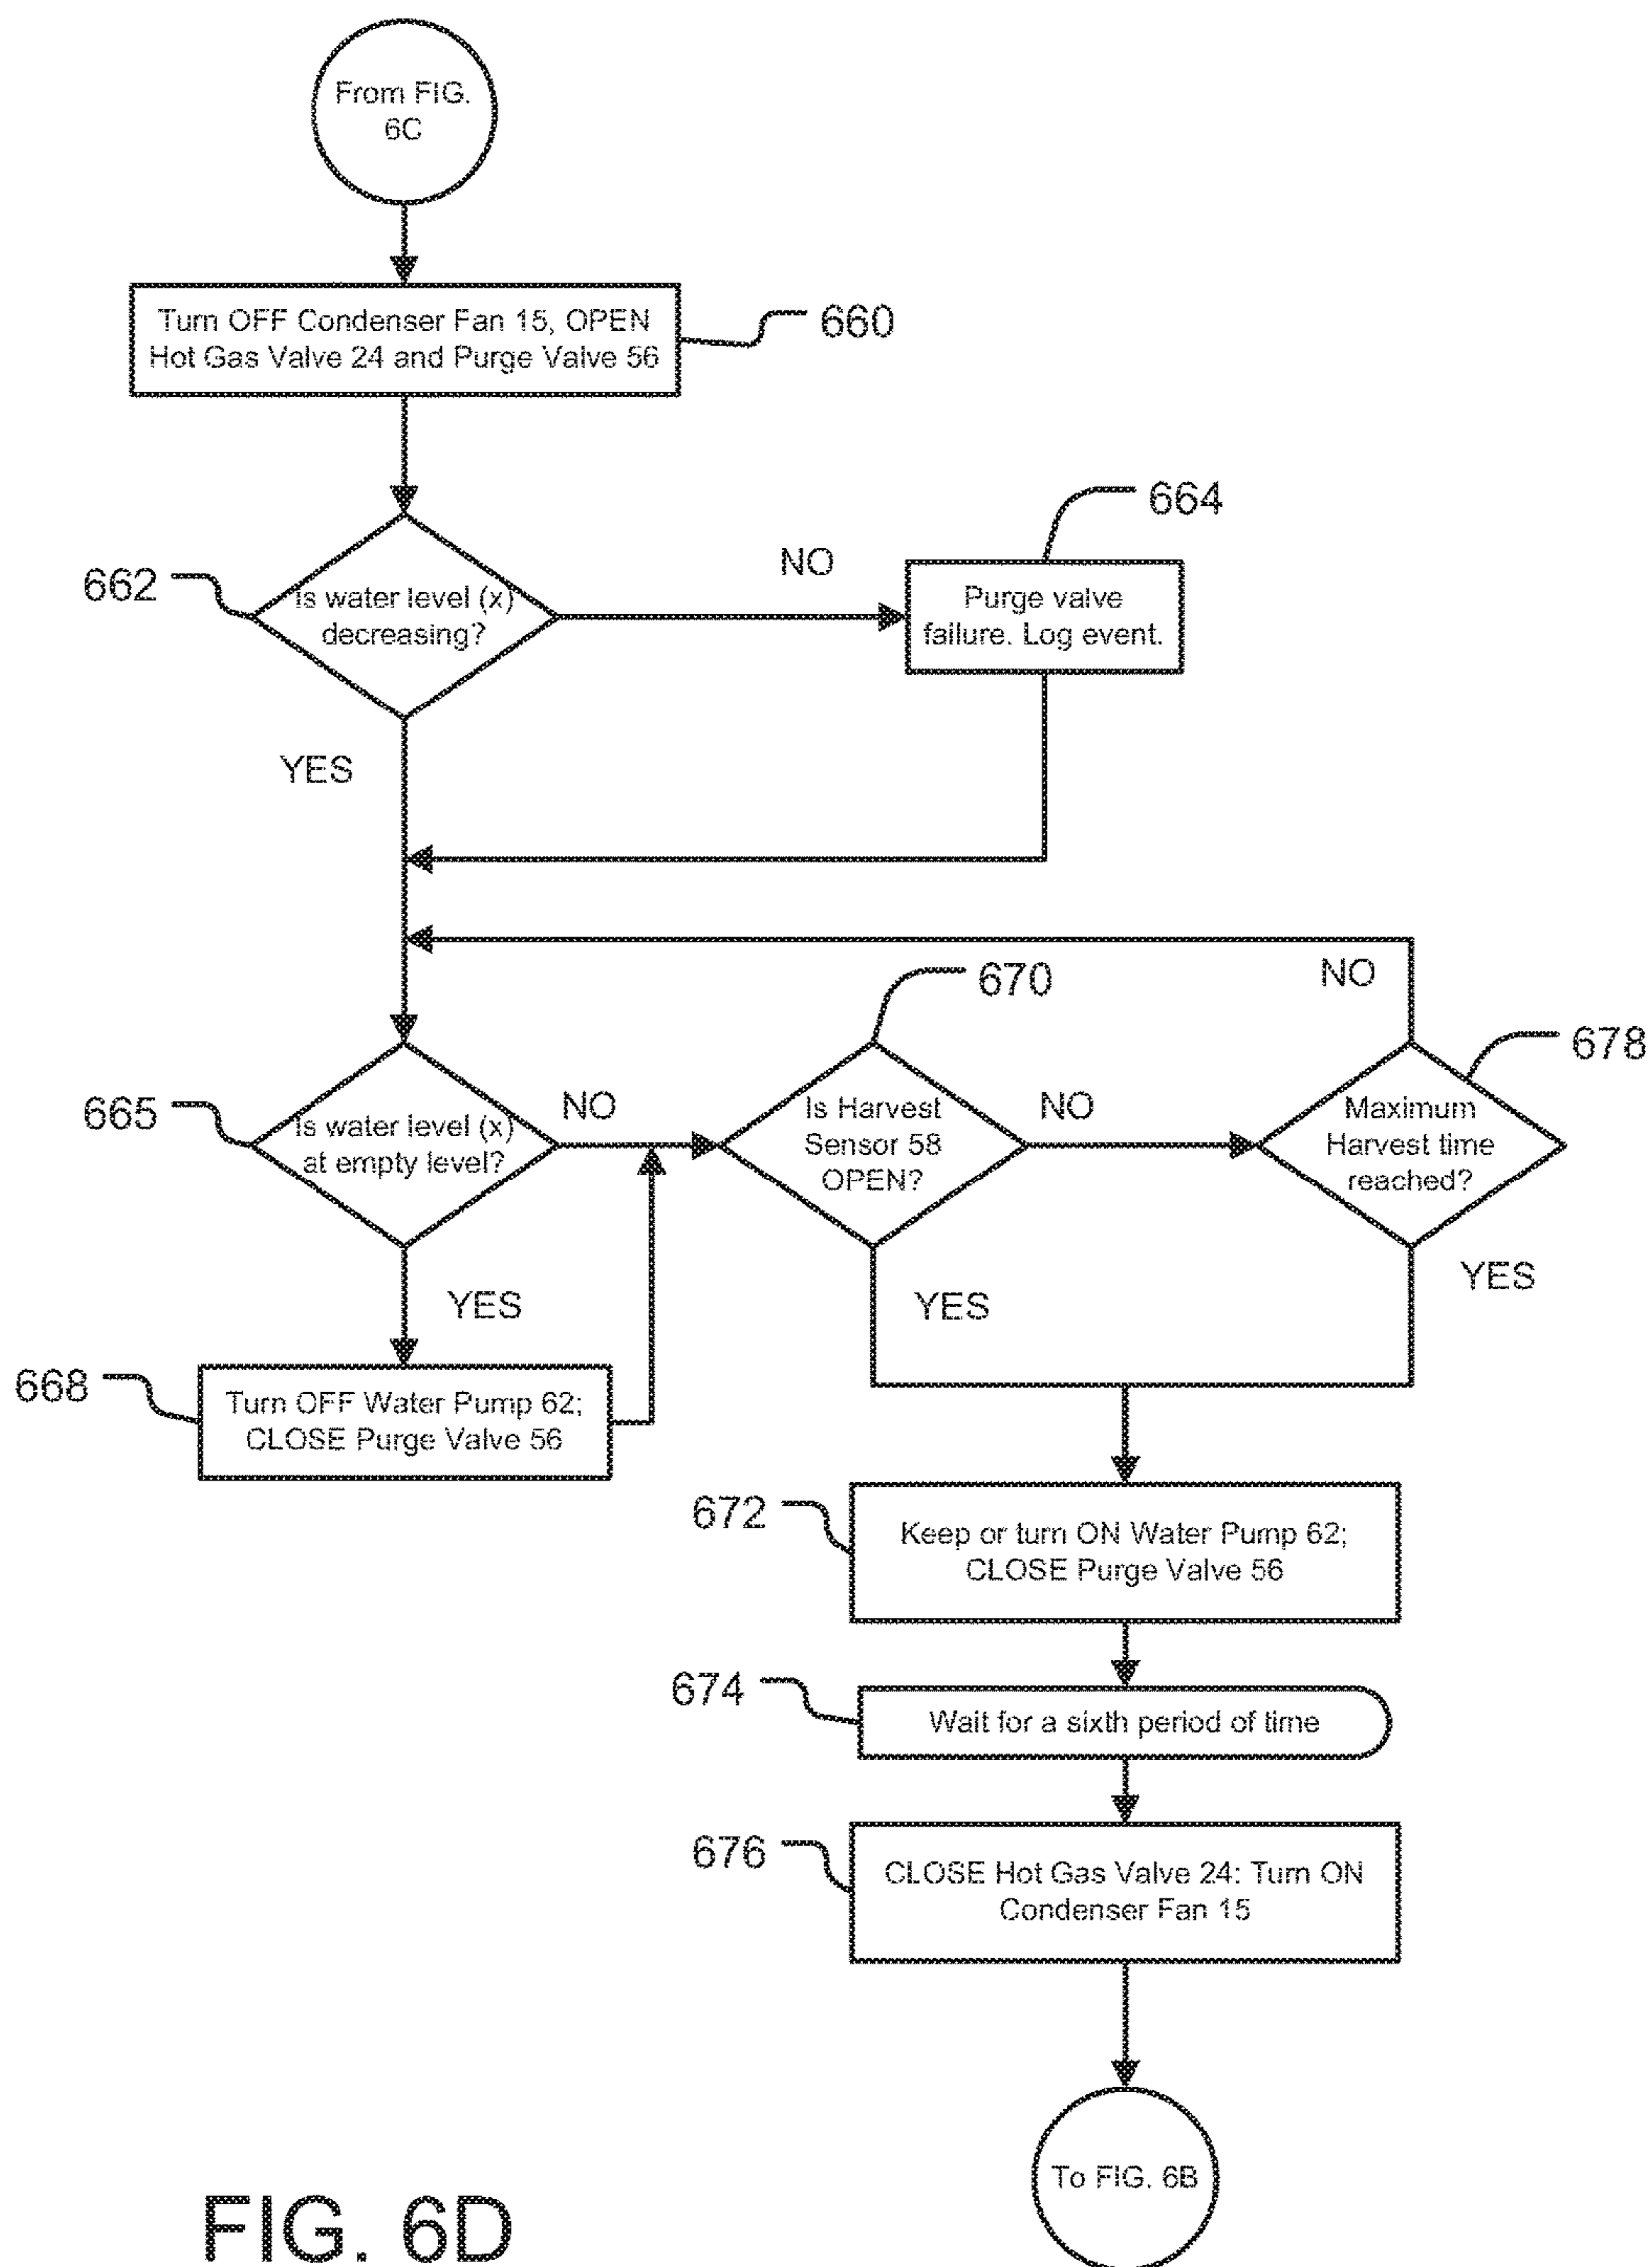 From FIG.
6C
Turn OFF Condenser Fan 15, OPEN
Hot Gas Valve 24 and Purge Valve 56
660
662
Is water level (x)
decreasing?
NO
664
Purge valve
failure. Log event.
YES
665
Is water level (x)
at empty level?
NO
670
Is Harvest
Sensor 58
OPEN?
NO
NO
678
Maximum
Harvest time
reached?
YES
YES
YES
668
Turn OFF Water Pump 62;
CLOSE Purge Valve 56
672
Keep or turn ON Water Pump 62;
CLOSE Purge Valve 56
674
Wait for a sixth period of time
676
CLOSE Hot Gas Valve 24: Turn ON
Condenser Fan 15
To FIG. 6B
FIG. 6D